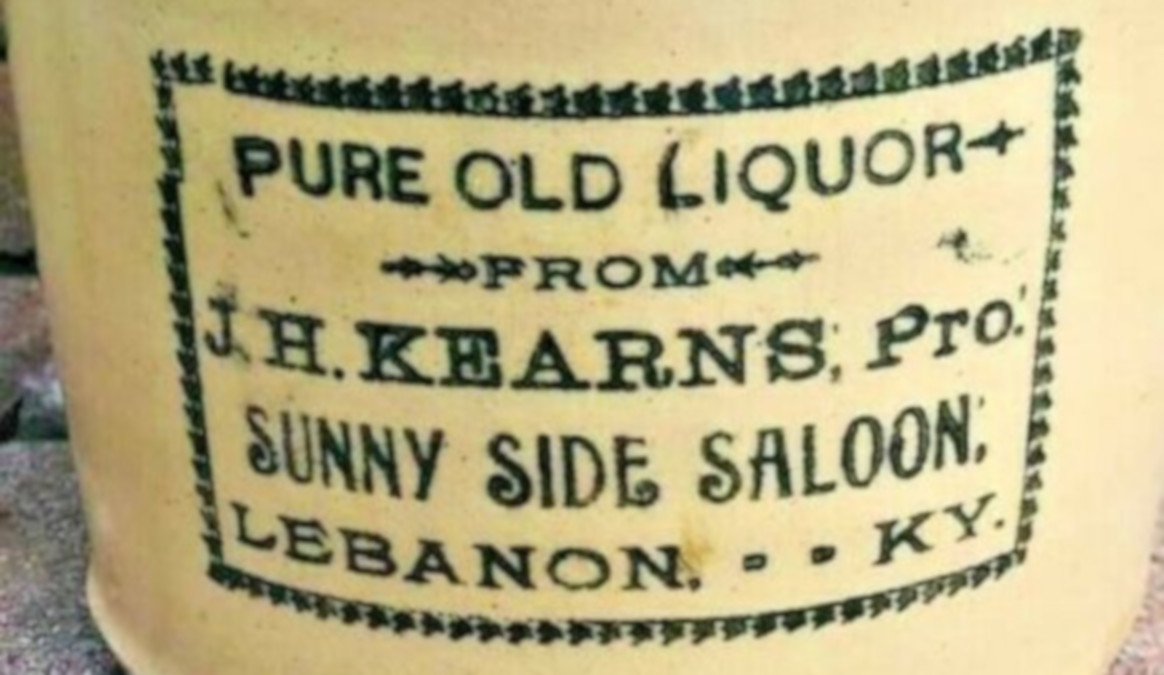 PURE OLD LIQUOR
FROM
J.H.KEARNS, Pro.
SUNNY SIDE SALOON.
LEBANON, - - KY.